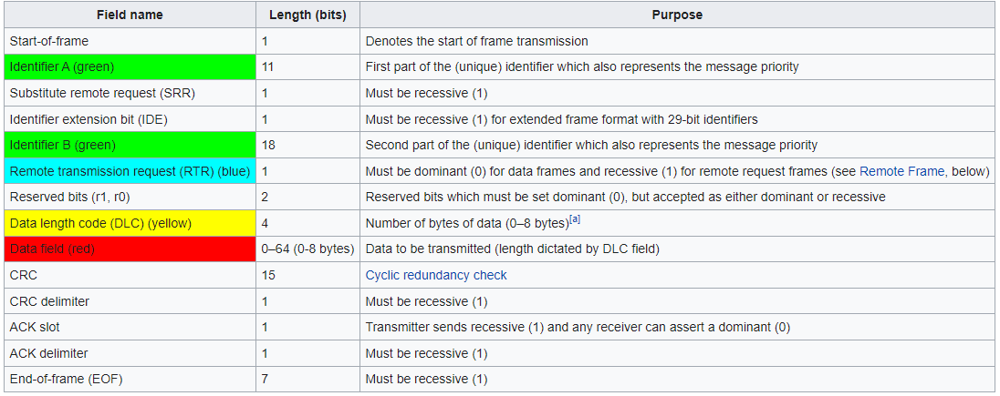 Field name Length (bits) Purpose
Start-of-frame 1 Denotes the start of frame transmission
Identifier A (green) 11 First part of the (unique) identifier which also represents the message priority
Substitute remote request (SRR) 1 Must be recessive (1)
Identifier extension bit (IDE) 1 Must be recessive (1) for extended frame format with 29-bit identifiers
Identifier B (green) 18 Second part of the (unique) identifier which also represents the message priority
Remote transmission request (RTR) (blue) 1 Must be dominant (0) for data frames and recessive (1) for remote request frames (see Remote Frame, below)
Reserved bits (r1, r0) 2 Reserved bits which must be set dominant (0), but accepted as either dominant or recessive
Data length code (DLC) (yellow) 4 Number of bytes of data (0–8 bytes)[a]
Data field (red) 0–64 (0-8 bytes) Data to be transmitted (length dictated by DLC field)
CRC 15 Cyclic redundancy check
CRC delimiter 1 Must be recessive (1)
ACK slot 1 Transmitter sends recessive (1) and any receiver can assert a dominant (0)
ACK delimiter 1 Must be recessive (1)
End-of-frame (EOF) 7 Must be recessive (1)